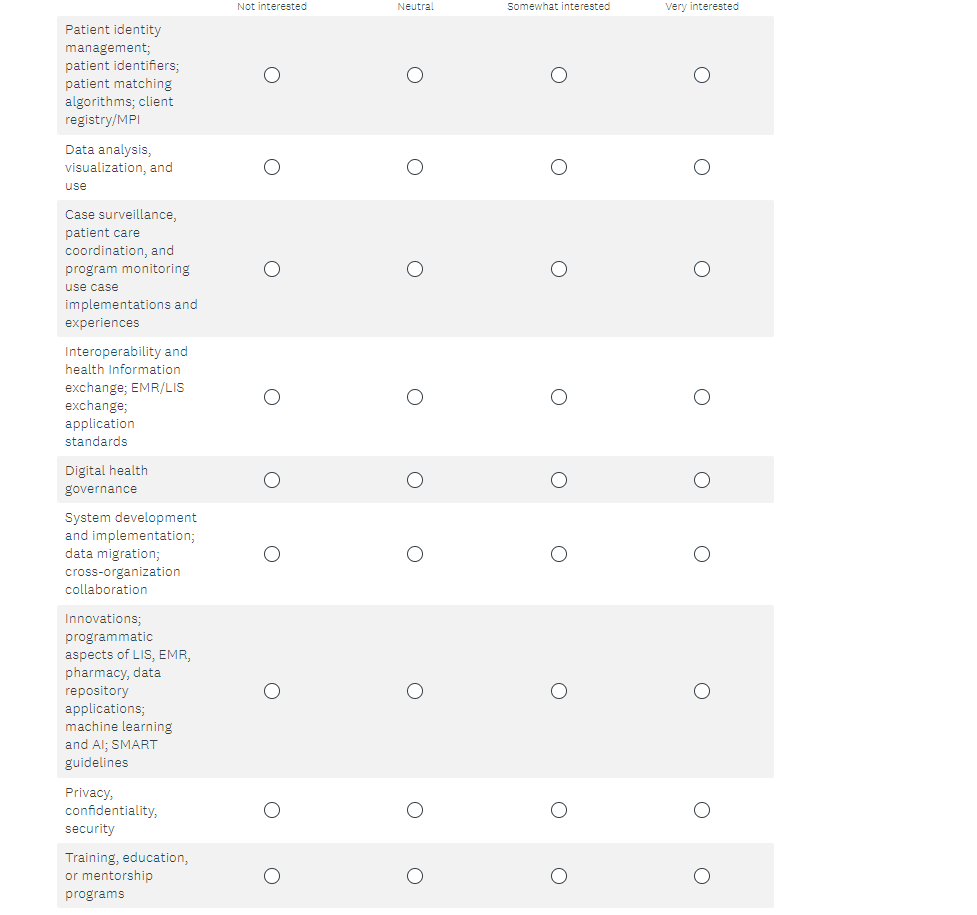 Not interested Neutral Somewhat interested Very interested
Patient identity
management;
patient identifiers;
patient matching
algorithms; client
registry/MPI
Data analysis,
visualization, and
use
Case surveillance,
patient care
coordination, and
program monitoring
use case
implementations and
experiences
Interoperability and
health Information
exchange; EMR/LIS
exchange;
application
standards
Digital health
governance
System development
and implementation;
data migration;
cross-organization
collaboration
Innovations;
programmatic
aspects of LIS, EMR,
pharmacy, data
repository
applications;
machine learning
and AI; SMART
guidelines
Privacy,
confidentiality,
security
Training, education,
or mentorship
programs